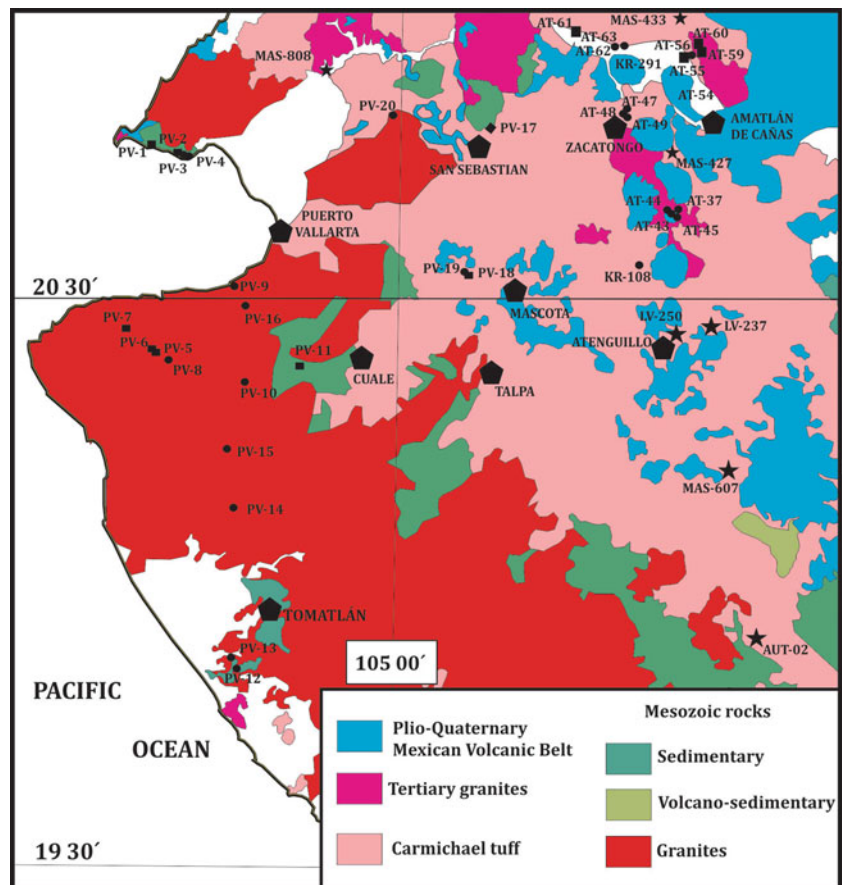 AT-61
MAS-433
AT-63
AT-60
AT-62
AT-56
AT-59
MAS-808
KR-291
AT-55
AT-54
PV-20
AT-47
AT-48
PV-17
AT-49
AMATLÁN
DE CAÑAS
PV-2
PV-1
PV-4
PV-3
SAN SEBASTIAN
ZACATONGO
MAS-427
AT-44
AT-37
PUERTO
VALLARTA
AT-43
AT-45
PV-19
PV-18
KR-108
20 30´
PV-9
PV-7
PV-16
MASCOTA
LV-250
LV-237
PV-6
PV-5
ATENGUILLO
PV-8
PV-11
CUALE
TALPA
PV-10
PV-15
MAS-607
PV-14
TOMATLÁN
PV-13
105 00´
AUT-02
PV-12
PACIFIC
OCEAN
Plio-Quaternary
Mexican Volcanic Belt
Tertiary granites
Carmichael tuff
Mesozoic rocks
Sedimentary
Volcano-sedimentary
Granites
19 30´